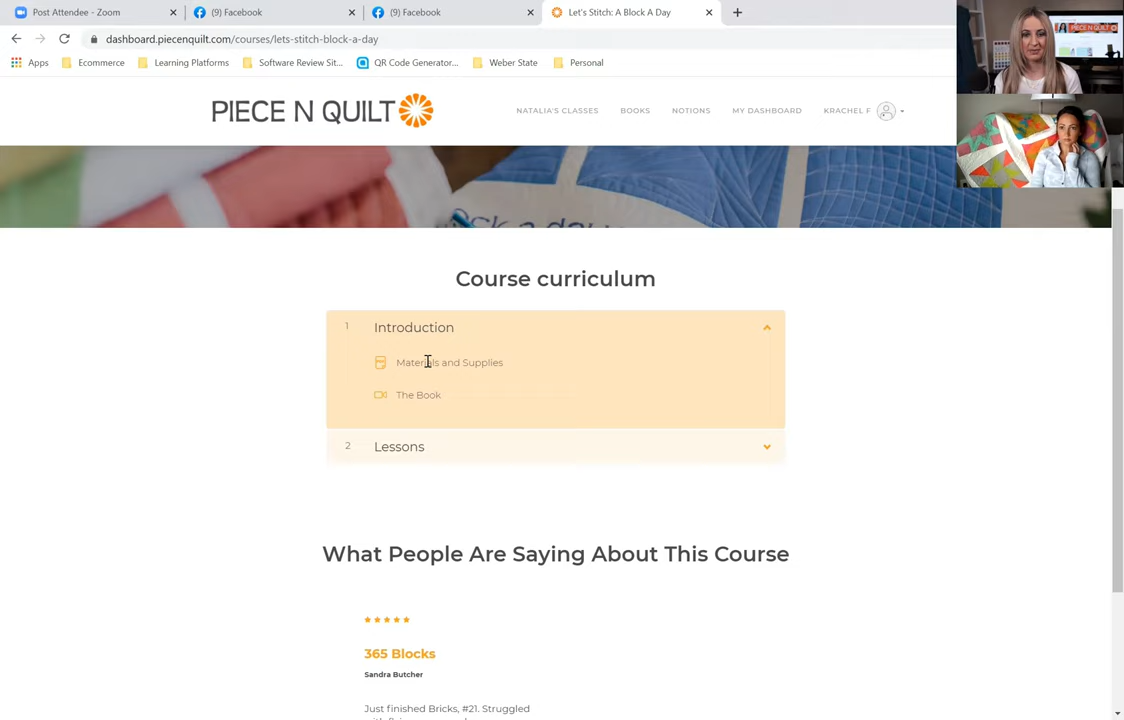 Post Attendee - Zoom
(9) Facebook
(9) Facebook
Let's Stitch: A Block A Day
dashboard.piecenquilt.com/courses/lets-stitch-block-a-day
Apps
Ecommerce
Learning Platforms
Software Review Sit...
QR Code Generator...
Weber State
Personal
PIECE N QUILT
NATALIA'S CLASSES
BOOKS
NOTIONS
MY DASHBOARD
KRACHEL F
ck a day
Course curriculum
1 Introduction
Materials and Supplies
The Book
2 Lessons
What People Are Saying About This Course
365 Blocks
Sandra Butcher
Just finished Bricks, #21. Struggled